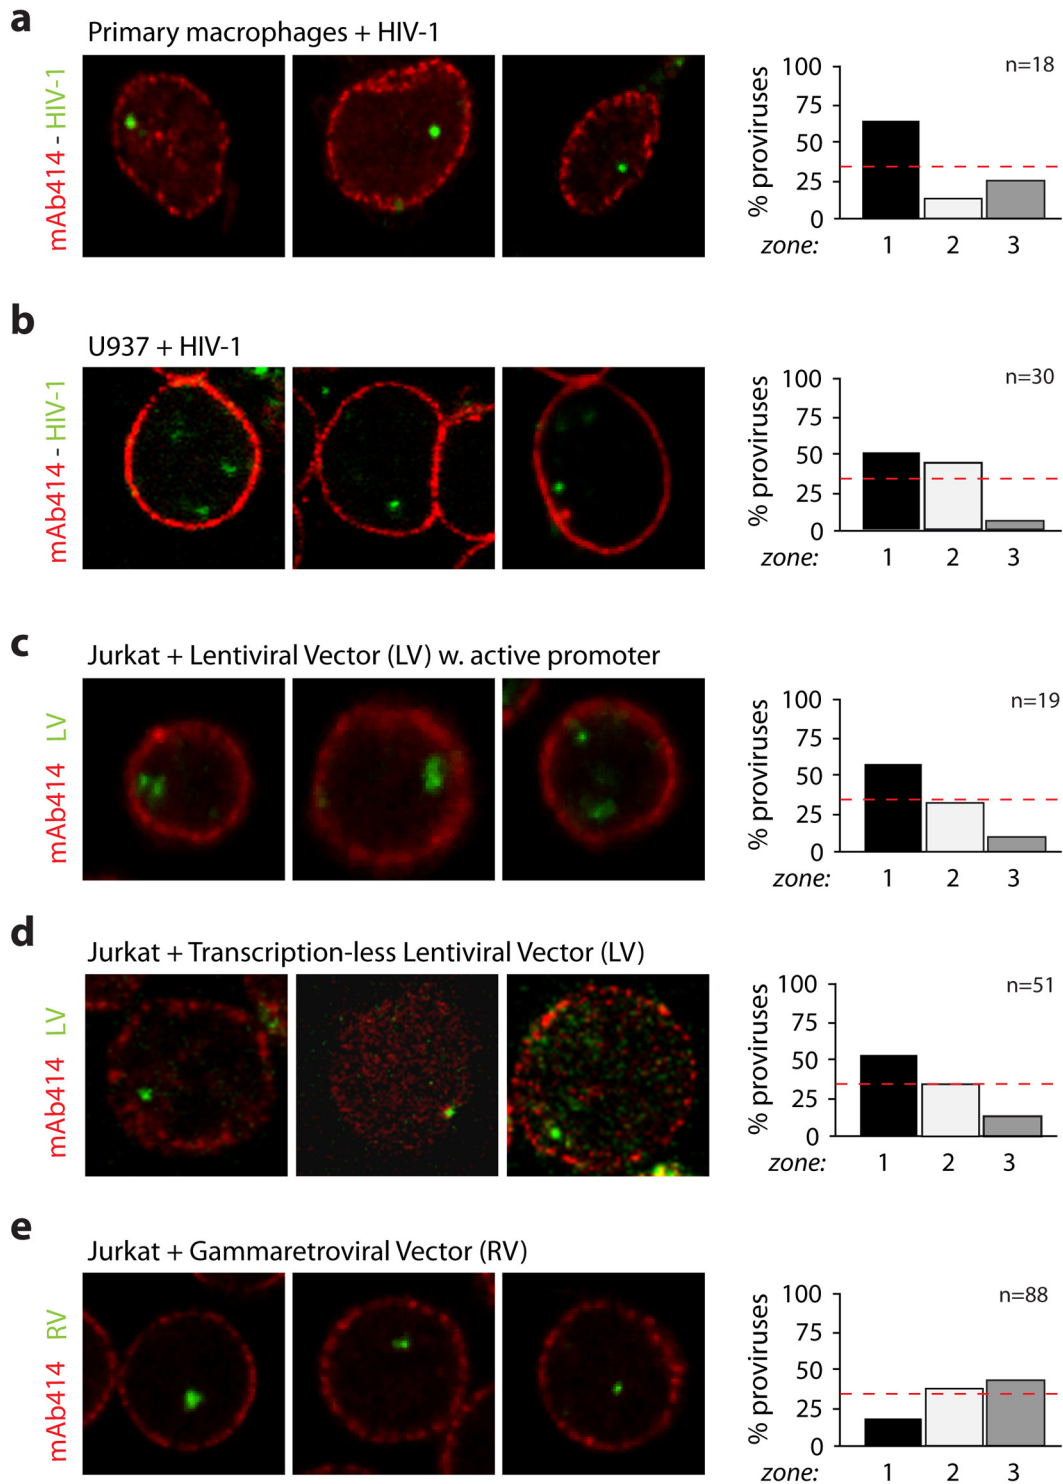 a
Primary macrophages + HIV-1
mAb414 - HIV-1
n=18
% proviruses
100
75
50
25
0
zone: 1 2 3
b
U937 + HIV-1
mAb414 - HIV-1
n=30
% proviruses
100
75
50
25
0
zone: 1 2 3
c
Jurkat + Lentiviral Vector (LV) w. active promoter
mAb414 LV
n=19
% proviruses
100
75
50
25
0
zone: 1 2 3
d
Jurkat + Transcription-less Lentiviral Vector (LV)
mAb414 LV
n=51
% proviruses
100
75
50
25
0
zone: 1 2 3
e
Jurkat + Gammaretroviral Vector (RV)
mAb414 RV
n=88
% proviruses
100
75
50
25
0
zone: 1 2 3